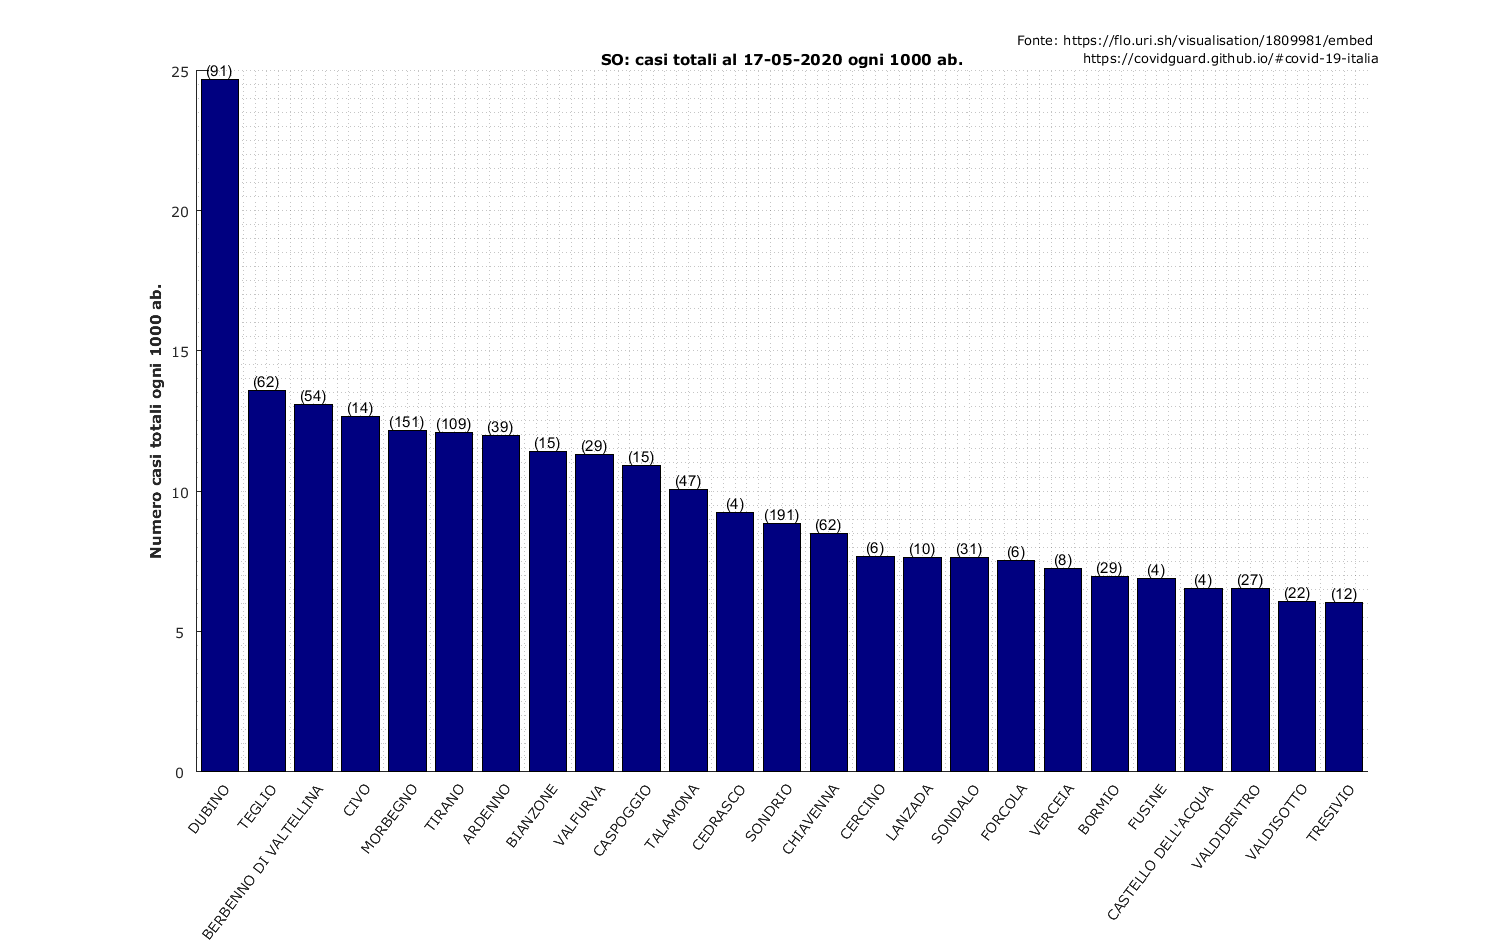 Fonte: https://flo.uri.sh/visualisation/1809981/embed
https://covidguard.github.io/#covid-19-italia
SO: casi totali al 17-05-2020 ogni 1000 ab.
Numero casi totali ogni 1000 ab.
25
20
15
10
5
0
(91)
(62)
(54)
(14)
(151)
(109)
(39)
(15)
(29)
(15)
(47)
(4)
(191)
(62)
(6)
(10)
(31)
(6)
(8)
(29)
(4)
(4)
(27)
(22)
(12)
DUBINO
TEGLIO
BERBENNO DI VALTELLINA
CIVO
MORBEGNO
TIRANO
ARDENNO
BIANZONE
VALFURVA
CASPOGGIO
TALAMONA
CEDRASCO
SONDRIO
CHIAVENNA
CERCINO
LANZADA
SONDALO
FORCOLA
VERCEIA
BORMIO
FUSINE
CASTELLO DELL'ACQUA
VALDIDENTRO
VALDISOTTO
TRESIVIO